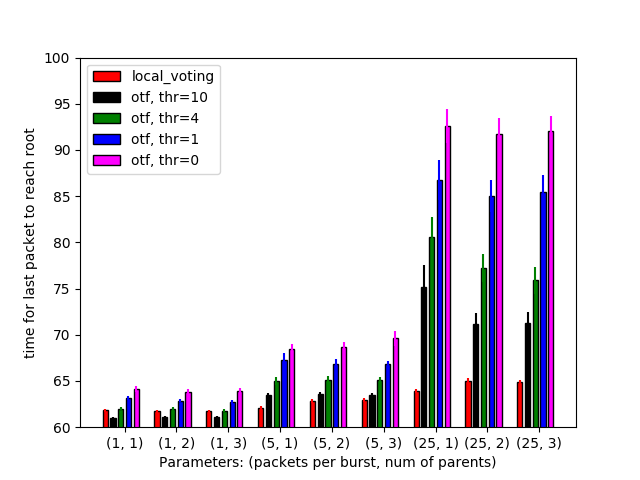 100
95
90
85
80
75
70
65
60
time for last packet to reach root
local_voting
otf, thr=10
otf, thr=4
otf, thr=1
otf, thr=0
(1, 1) (1, 2) (1, 3) (5, 1) (5, 2) (5, 3) (25, 1) (25, 2) (25, 3)
Parameters: (packets per burst, num of parents)